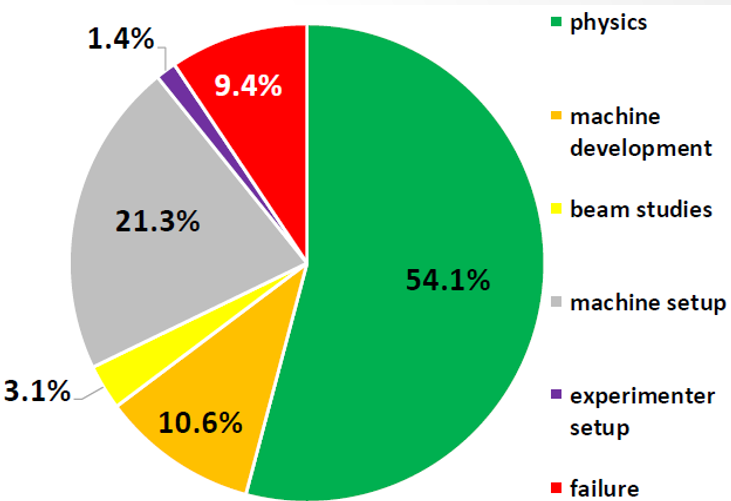 1.4%
9.4%
21.3%
54.1%
3.1%
10.6%
physics
machine
development
beam studies
machine setup
experimenter
setup
failure